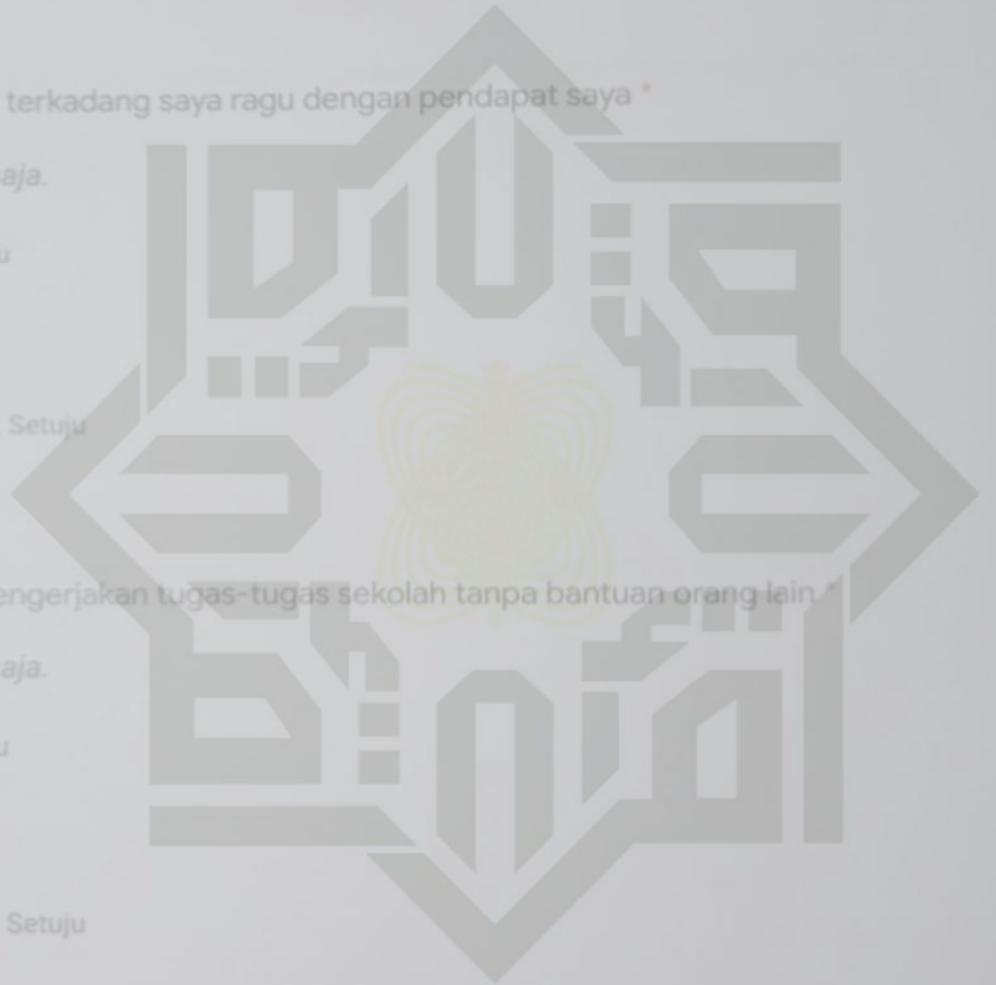 terkadang saya ragu dengan pendapat saya *
aja.
u
Setuju
engerjakan tugas-tugas sekolah tanpa bantuan orang lain *
aja.
u
Setuju